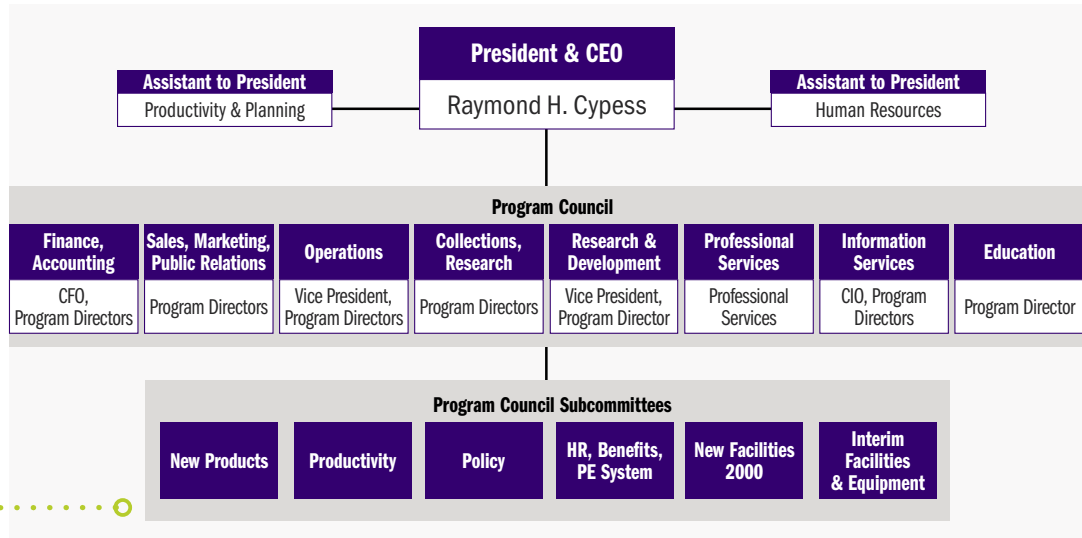 President & CEO
Raymond H. Cypess
Assistant to President
Productivity & Planning
Assistant to President
Human Resources
Program Council
Finance,
Accounting
CFO,
Program Directors
Sales, Marketing,
Public Relations
Program Directors
Operations
Vice President,
Program Directors
Collections,
Research
Program Directors
Research &
Development
Vice President,
Program Director
Professional
Services
Professional
Services
Information
Services
CIO, Program
Directors
Education
Program Director
Program Council Subcommittees
New Products
Productivity
Policy
HR, Benefits,
PE System
New Facilities
2000
Interim
Facilities
& Equipment